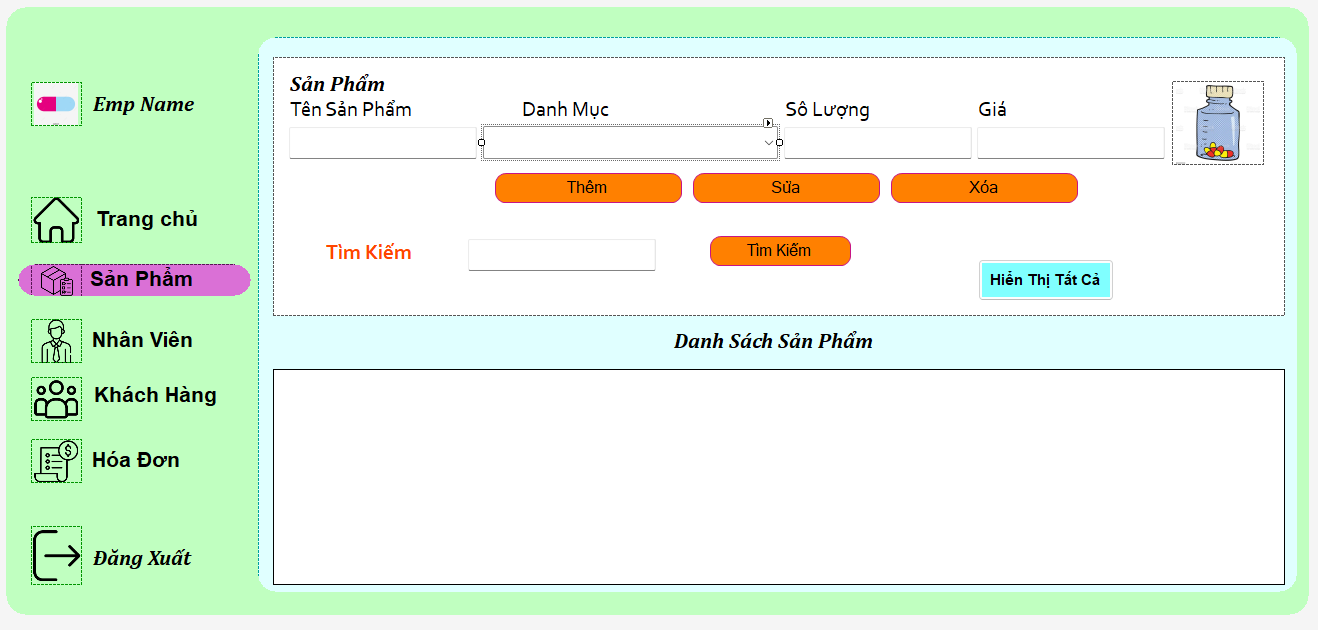 Emp Name
Trang chủ
Sản Phẩm
Nhân Viên
Khách Hàng
Hóa Đơn
Đăng Xuất
Sản Phẩm
Tên Sản Phẩm Danh Mục Sô Lượng Giá
Thêm Sửa Xóa
Tìm Kiếm Tìm Kiếm
Hiển Thị Tất Cả
Danh Sách Sản Phẩm